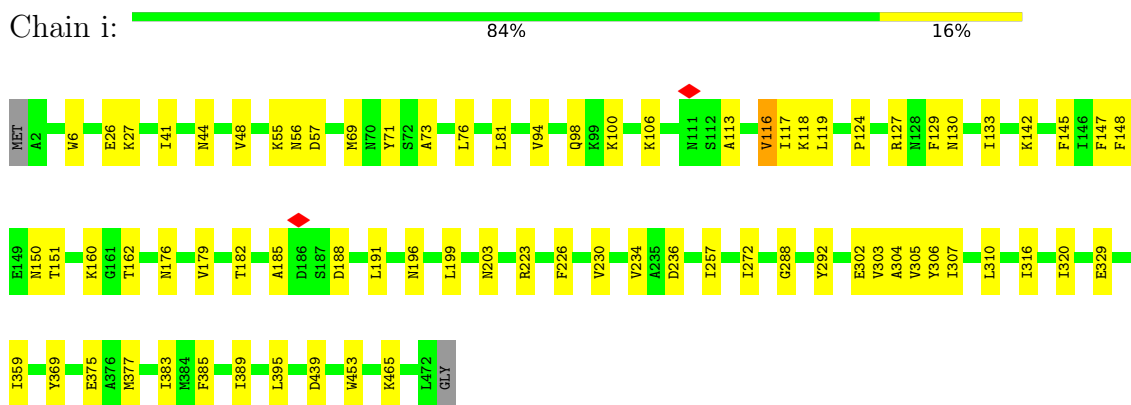 Chain i:
84% 16%
MET A2 W6 E26 K27 I41 N44 V48 K55 N56 D57 M69 N70 Y71 S72 A73 L76 L81 V94 Q98 K99 K100 K106 N111 S112 A113 V116 I117 K118 L119 P124 R127 N128 F129 N130 I133 K142 F145 I146 F147 F148
E149 N150 T151 K160 G161 T162 N176 V179 T182 A185 D186 S187 D188 L191 N196 L199 N203 R223 F226 V230 V234 A235 D236 I257 I272 G288 Y292 E302 V303 A304 V305 Y306 I307 L310 I316 I320 E329
I359 Y369 E375 A376 M377 I383 M384 F385 I389 L395 D439 W453 K465 L472 GLY